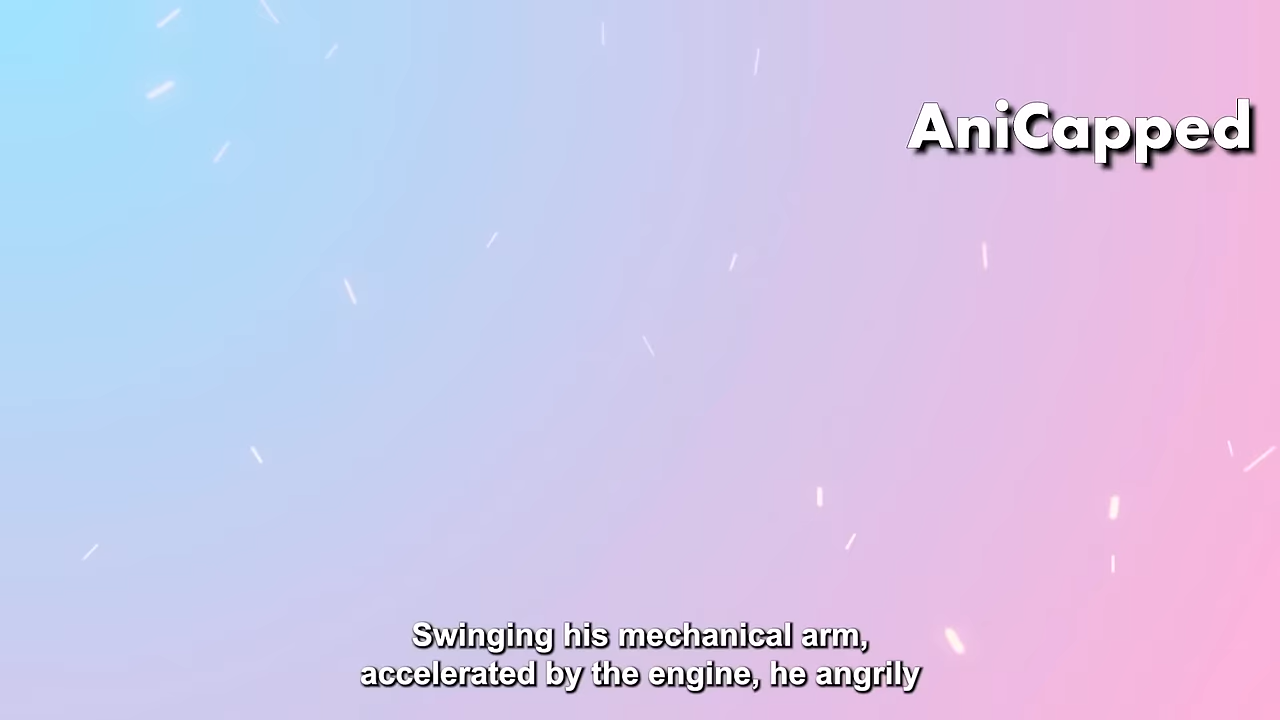 AniCapped
Swinging his mechanical arm,
accelerated by the engine, he angrily